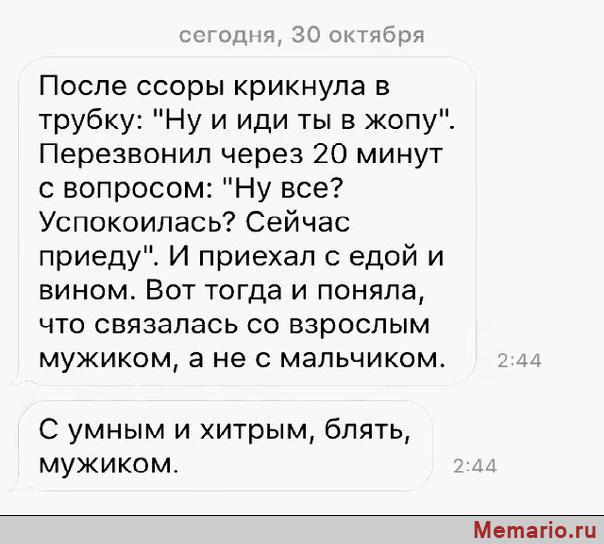 сегодня, 30 октября
После ссоры крикнула в
трубку: "Ну и иди ты в жопу".
Перезвонил через 20 минут
с вопросом: "Ну все?
Успокоилась? Сейчас
приеду". И приехал с едой и
вином. Вот тогда и поняла,
что связалась со взрослым
мужиком, а не с мальчиком.
2:44
С умным и хитрым, блять,
мужиком.
2:44
Memario.ru